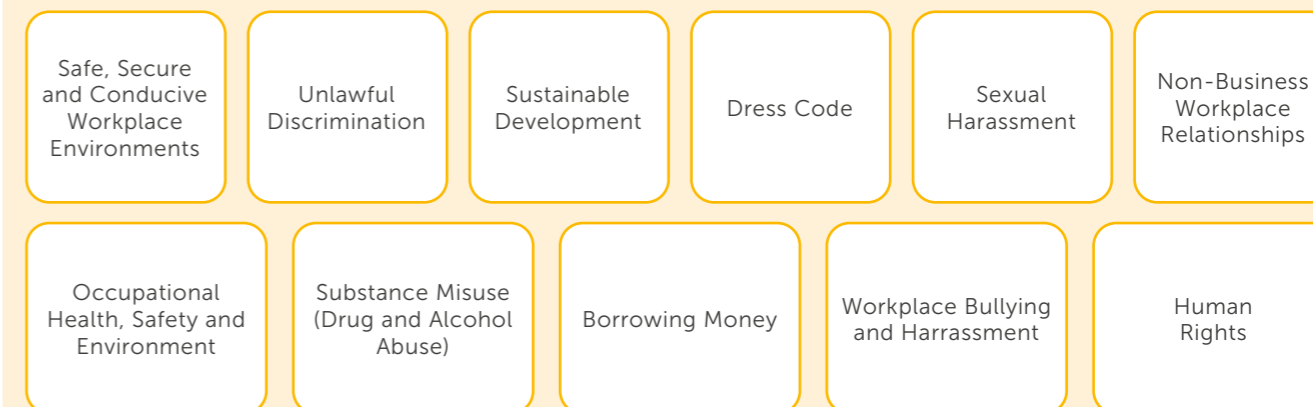 Safe, Secure
and Conducive
Workplace
Environments
Unlawful
Discrimination
Sustainable
Development
Dress Code
Sexual
Harassment
Non-Business
Workplace
Relationships
Occupational
Health, Safety and
Environment
Substance Misuse
(Drug and Alcohol
Abuse)
Borrowing Money
Workplace Bullying
and Harrassment
Human
Rights